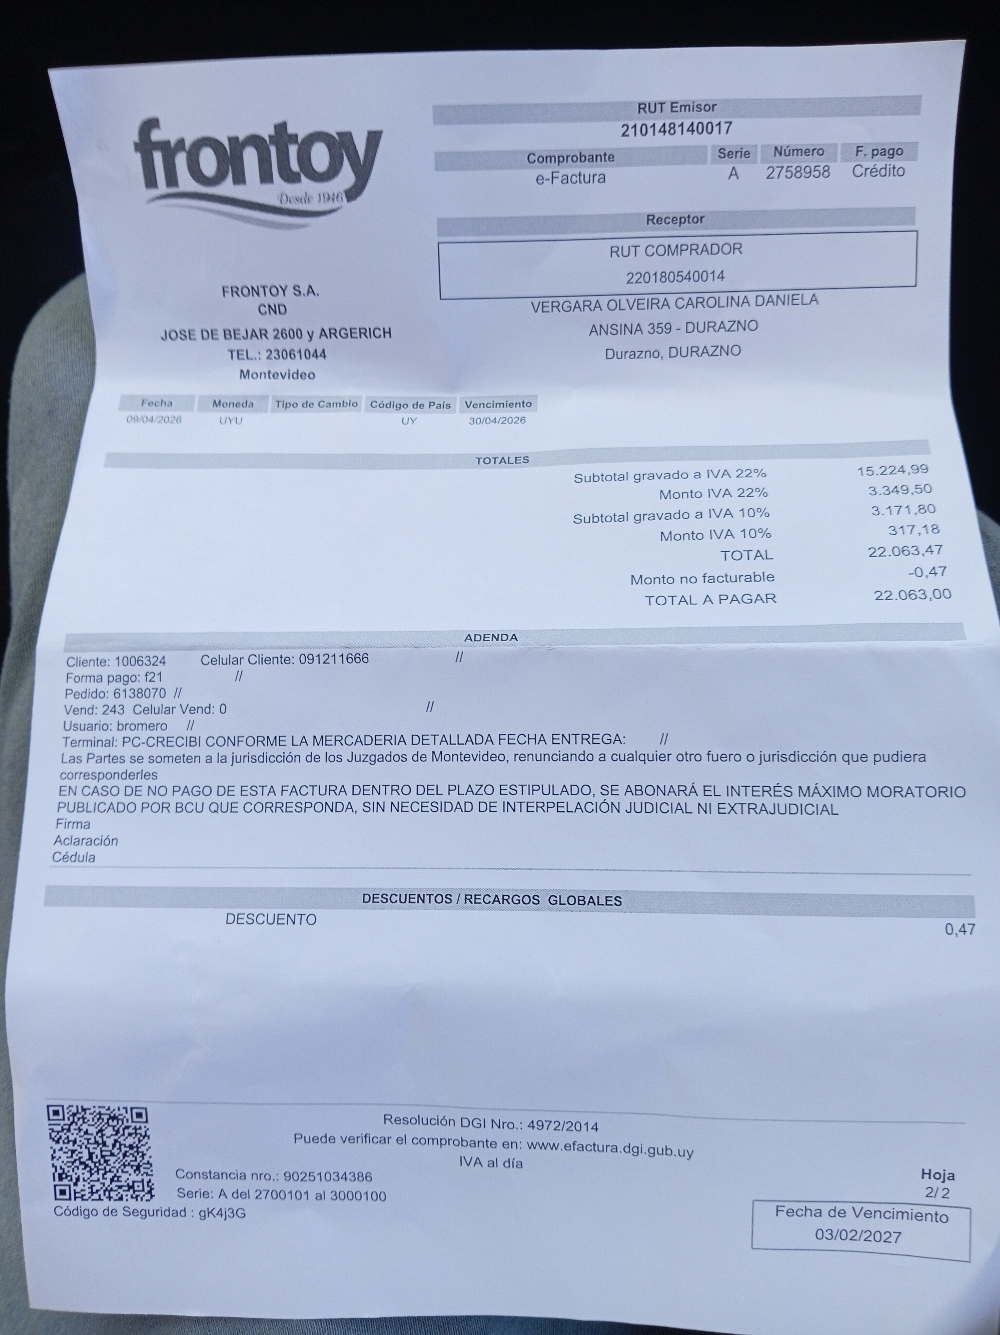 frontoy
Desde 1946
FRONTOY S.A.
CND
JOSE DE BEJAR 2600 y ARGERICH
TEL.: 23061044
Montevideo
RUT Emisor
210148140017
Comprobante Serie Número F. pago
e-Factura A 2758958 Crédito
Receptor
RUT COMPRADOR
220180540014
VERGARA OLVEIRA CAROLINA DANIELA
ANSINA 359 - DURAZNO
Durazno, DURAZNO
Fecha Moneda Tipo de Cambio Código de País Vencimiento
09/04/2026 UYU UY 30/04/2026
TOTALES
Subtotal gravado a IVA 22% 15.224,99
Monto IVA 22% 3.349,50
Subtotal gravado a IVA 10% 3.171,80
Monto IVA 10% 317,18
TOTAL 22.063,47
Monto no facturable -0,47
TOTAL A PAGAR 22.063,00
ADENDA
Cliente: 1006324 Celular Cliente: 091211666 //
Forma pago: f21 //
Pedido: 6138070 //
Vend: 243 Celular Vend: 0 //
Usuario: bromero //
Terminal: PC-CRECIBI CONFORME LA MERCADERIA DETALLADA FECHA ENTREGA: //
Las Partes se someten a la jurisdicción de los Juzgados de Montevideo, renunciando a cualquier otro fuero o jurisdicción que pudiera
corresponderles
EN CASO DE NO PAGO DE ESTA FACTURA DENTRO DEL PLAZO ESTIPULADO, SE ABONARÁ EL INTERÉS MÁXIMO MORATORIO
PUBLICADO POR BCU QUE CORRESPONDA, SIN NECESIDAD DE INTERPELACIÓN JUDICIAL NI EXTRAJUDICIAL
Firma
Aclaración
Cédula
DESCUENTOS / RECARGOS GLOBALES
DESCUENTO 0,47
Resolución DGI Nro.: 4972/2014
Puede verificar el comprobante en: www.efactura.dgi.gub.uy
IVA al día
Constancia nro.: 90251034386
Serie: A del 2700101 al 3000100
Código de Seguridad : gK4j3G
Hoja
2/2
Fecha de Vencimiento
03/02/2027